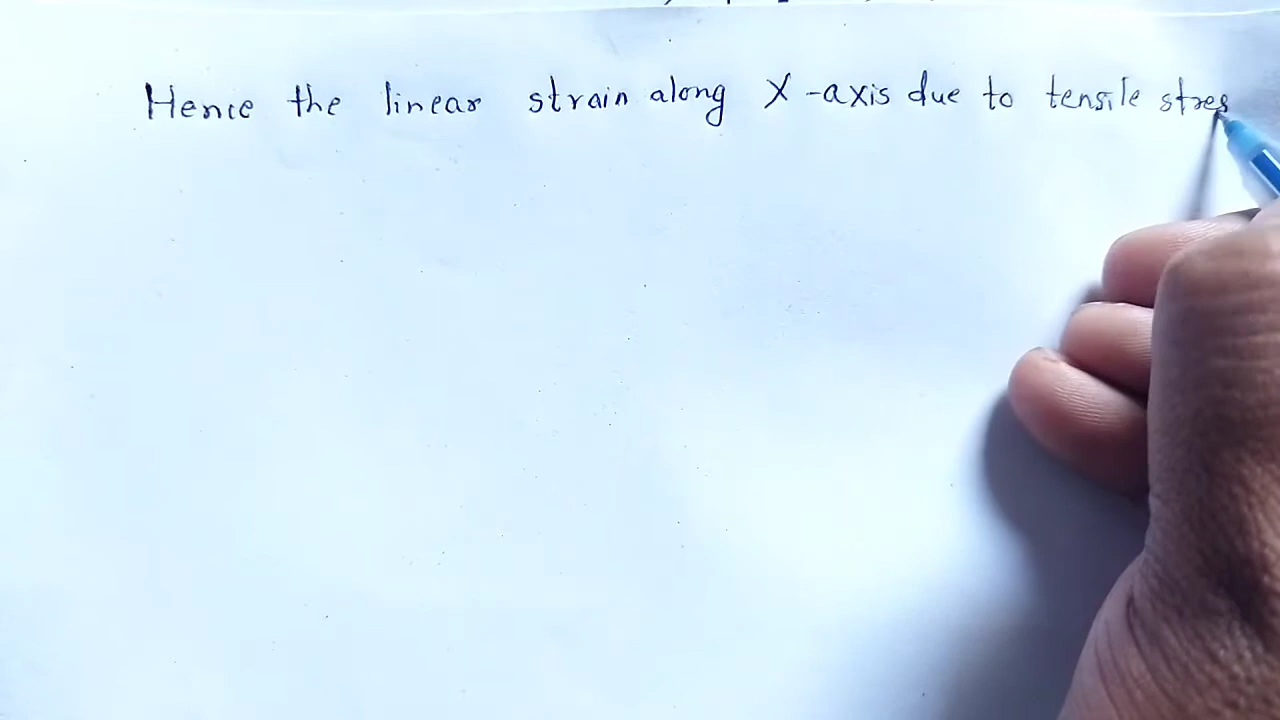 Hence the linear strain along X-axis due to tensile stres